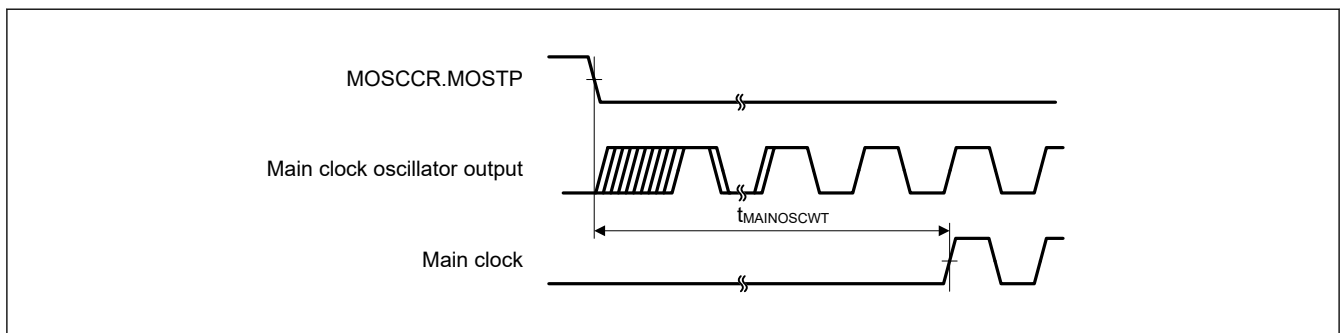 MOSCCR.MOSTP
Main clock oscillator output
tMAINOSCWT
Main clock